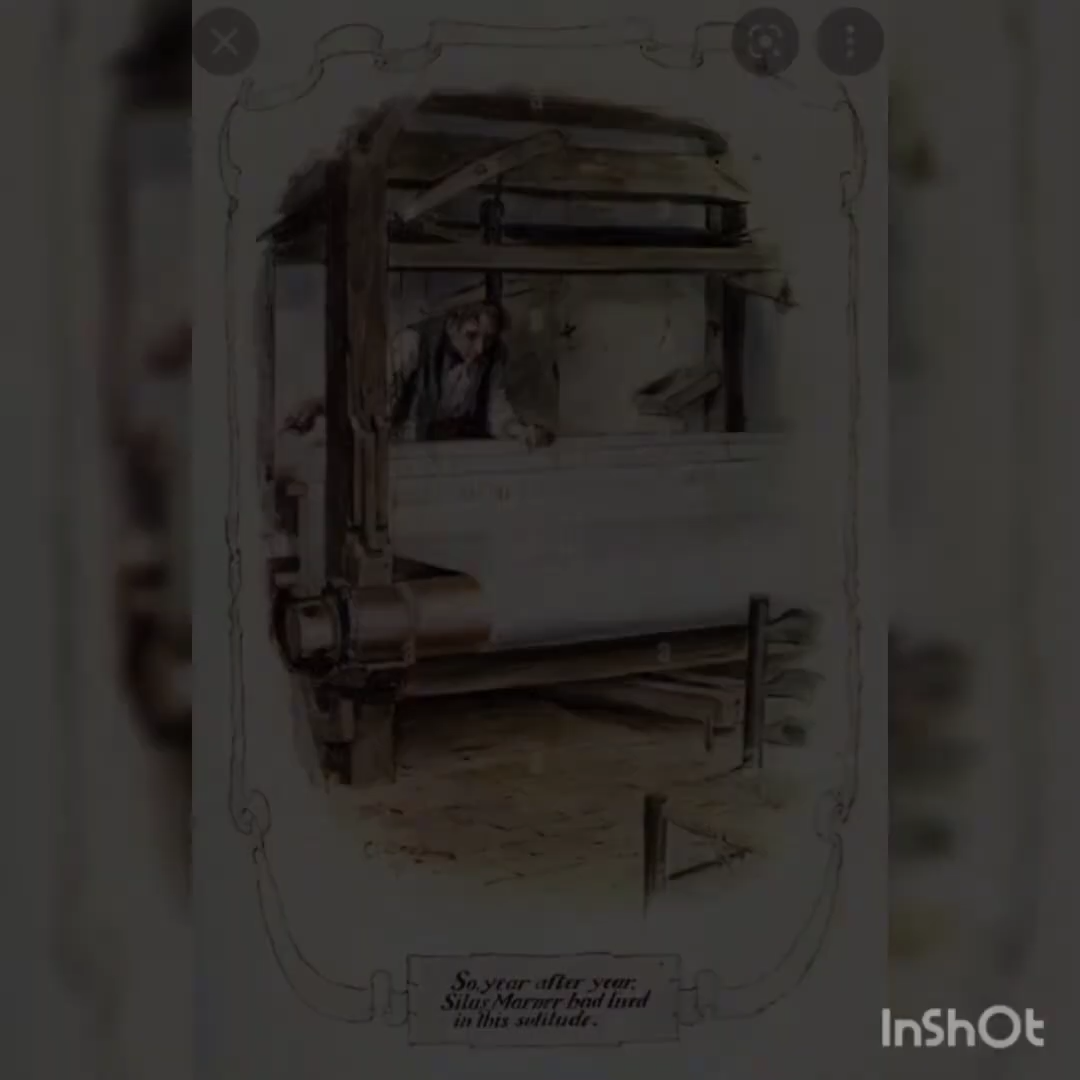 So, year after year,
Silas Marner had lived
in this solitude.
InShOt